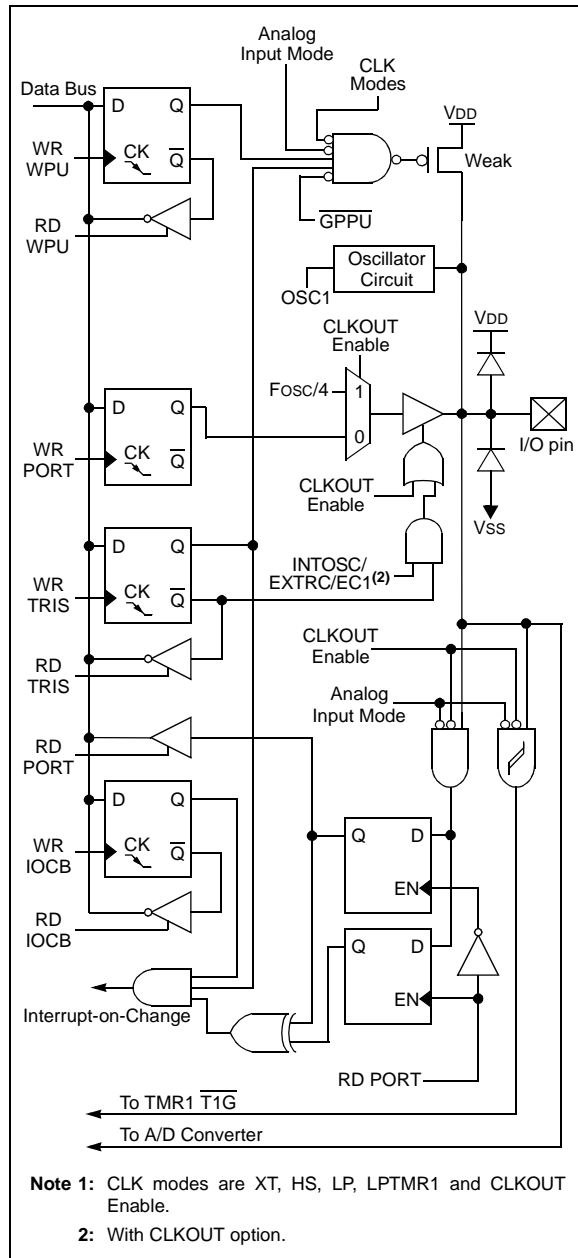 Analog
Input Mode
CLK
Modes
Data Bus
D Q
VDD
WR
WPU
CK
Q
Weak
RD
WPU
GPPU
Oscillator
Circuit
OSC1
CLKOUT
Enable
VDD
FOSC/4
1
D Q
0
I/O pin
WR
PORT
CK
Q
CLKOUT
Enable
VSS
D Q
INTOSC/
EXTRC/EC1(2)
WR
TRIS
CK
Q
CLKOUT
Enable
RD
TRIS
Analog
Input Mode
RD
PORT
D Q
Q D
WR
IOCB
CK
Q
EN
RD
IOCB
Q D
EN
Interrupt-on-Change
RD PORT
To TMR1 T1G
To A/D Converter
Note 1: CLK modes are XT, HS, LP, LPTMR1 and CLKOUT
Enable.
2: With CLKOUT option.